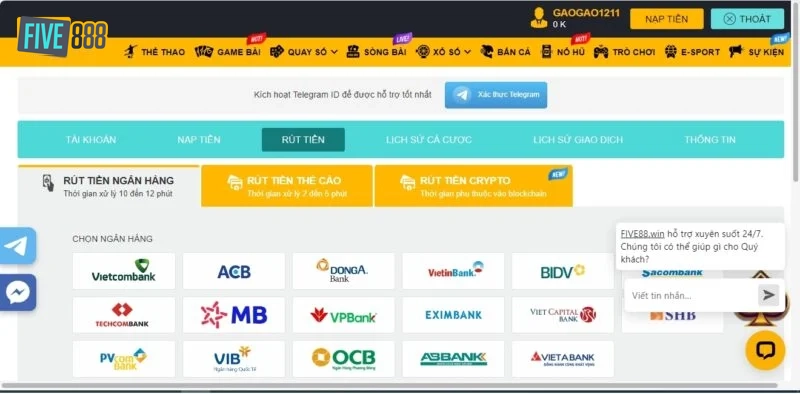 GAOGAO1211
0 K
NẠP TIỀN
THOÁT
FIVE888
THỂ THAO
HOT!
GAME BÀI
QUAY SỐ
LIVE!
SÒNG BÀI
XỔ SỐ
BẮN CÁ
HOT!
NỔ HŨ
TRÒ CHƠI
E-SPORT
NEW!
SỰ KIỆN
Kích hoạt Telegram ID để được hỗ trợ tốt nhất
Xác thực Telegram
TÀI KHOẢN
NẠP TIỀN
RÚT TIỀN
LỊCH SỬ CÁ CƯỢC
LỊCH SỬ GIAO DỊCH
THÔNG TIN
RÚT TIỀN NGÂN HÀNG
Thời gian xử lý 10 đến 12 phút
RÚT TIỀN THẺ CÀO
Thời gian xử lý 2 đến 5 phút
RÚT TIỀN CRYPTO
Thời gian phụ thuộc vào blockchain
NEW!
CHỌN NGÂN HÀNG
FIVE88.win hỗ trợ xuyên suốt 24/7.
Chúng tôi có thể giúp gì cho Quý
khách?
Viết tin nhắn...
Vietcombank
ACB
DONGA
Bank
VietinBank
BIDV
Sacombank
TECHCOMBANK
MB
VPBank
EXIMBANK
VIET CAPITAL
BANK
SHB
PVcom
Bank
VIB
Ngân hàng Quốc Tế
OCB
Ngân Hàng Phương Đông
ABBANK
VIETABANK
ĐỒNG HÀNH CÙNG KHÁT VỌNG